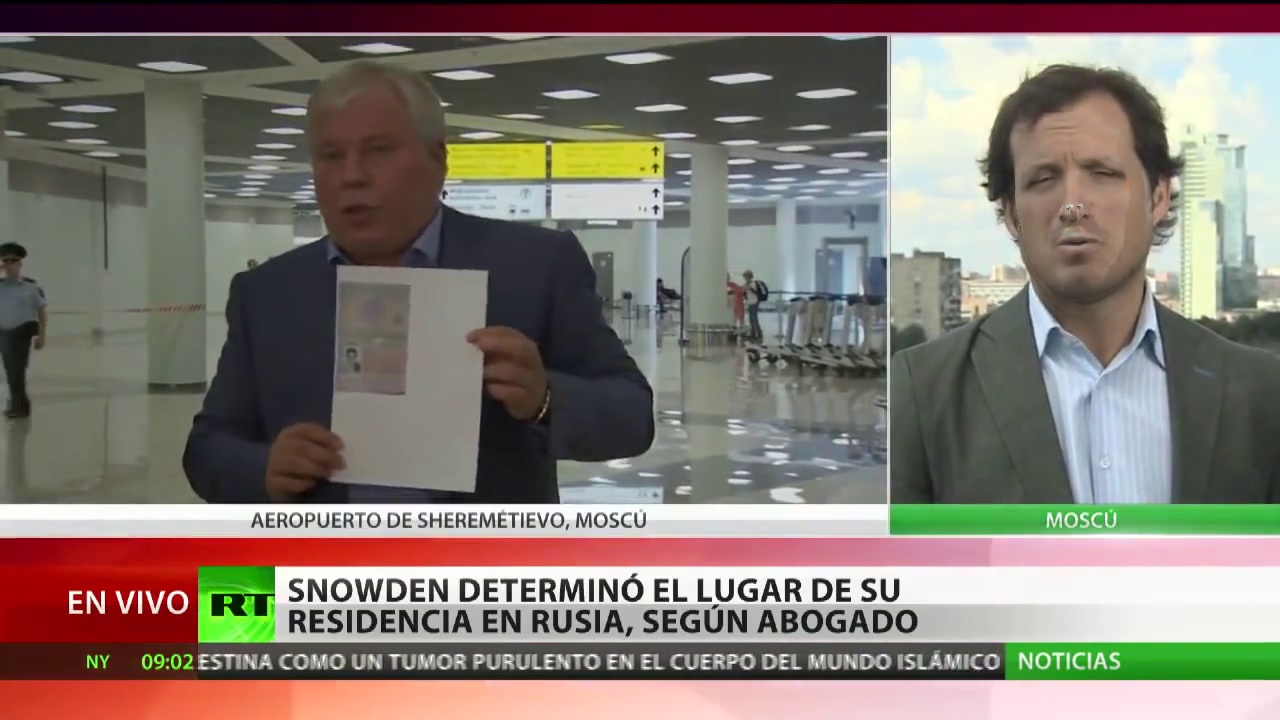 AEROPUERTO DE SHEREMÉTIEVO, MOSCÚ
MOSCÚ
EN VIVO
RT
SNOWDEN DETERMINÓ EL LUGAR DE SU
RESIDENCIA EN RUSIA, SEGÚN ABOGADO
NY 09:02 ESTINA COMO UN TUMOR PURULENTO EN EL CUERPO DEL MUNDO ISLÁMICO NOTICIAS